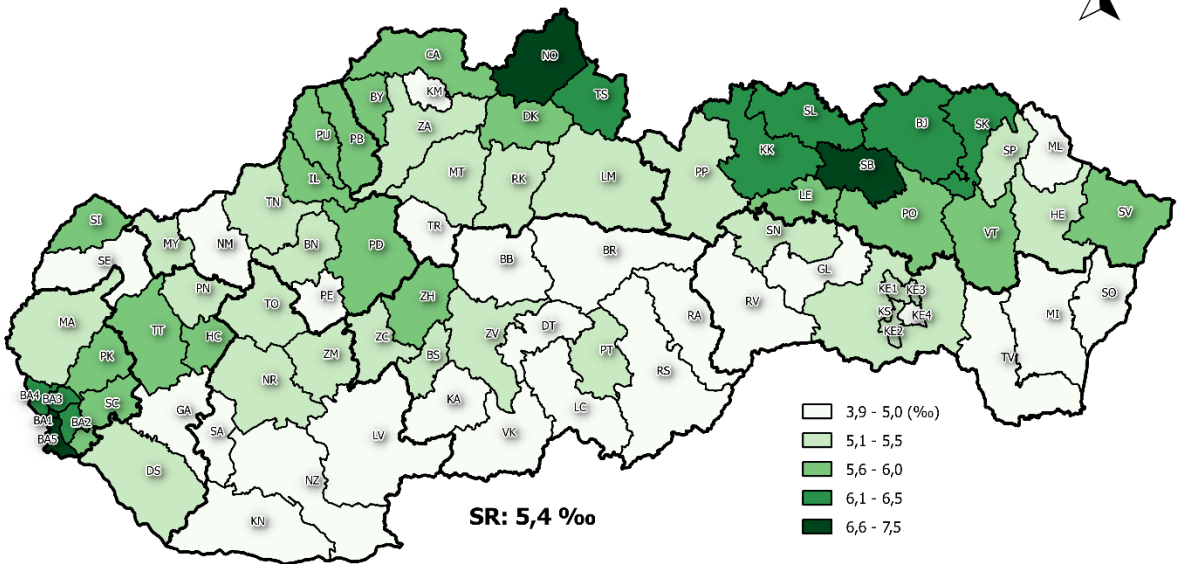 CA
NO
BY
KM
TS
PU
PB
ZA
DK
SL
BJ
SK
IL
MT
RK
LM
PP
KK
SB
SP
ML
TN
LE
PO
HE
SV
SI
MY
NM
BN
PD
TR
SN
VT
SE
BB
BR
GL
PN
TO
PE
ZH
RV
KE1
KE3
SO
MA
TT
HC
ZM
ZC
BS
ZV
DT
RA
KS
KE4
KE2
MI
PK
NR
PT
RS
TV
BA4
BA3
SC
GA
KA
LC
BA1
BA2
SA
LV
VK
BA5
DS
NZ
KN
SR: 5,4 ‰
3,9 - 5,0 (‰)
5,1 - 5,5
5,6 - 6,0
6,1 - 6,5
6,6 - 7,5